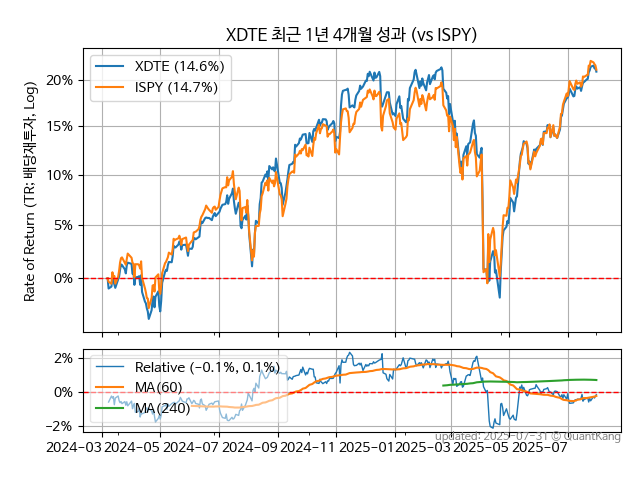 XDTE 최근 1년 4개월 성과 (vs ISPY)
Rate of Return (TR: 배당재투자, Log)
XDTE (14.6%)
ISPY (14.7%)
20%
15%
10%
5%
0%
Relative (−0.1%, 0.1%)
MA(60)
MA(240)
2%
0%
−2%
2024-03 2024-05 2024-07 2024-09 2024-11 2025-01 2025-03 2025-05 2025-07
updated: 2025-07-31 © QuantKang